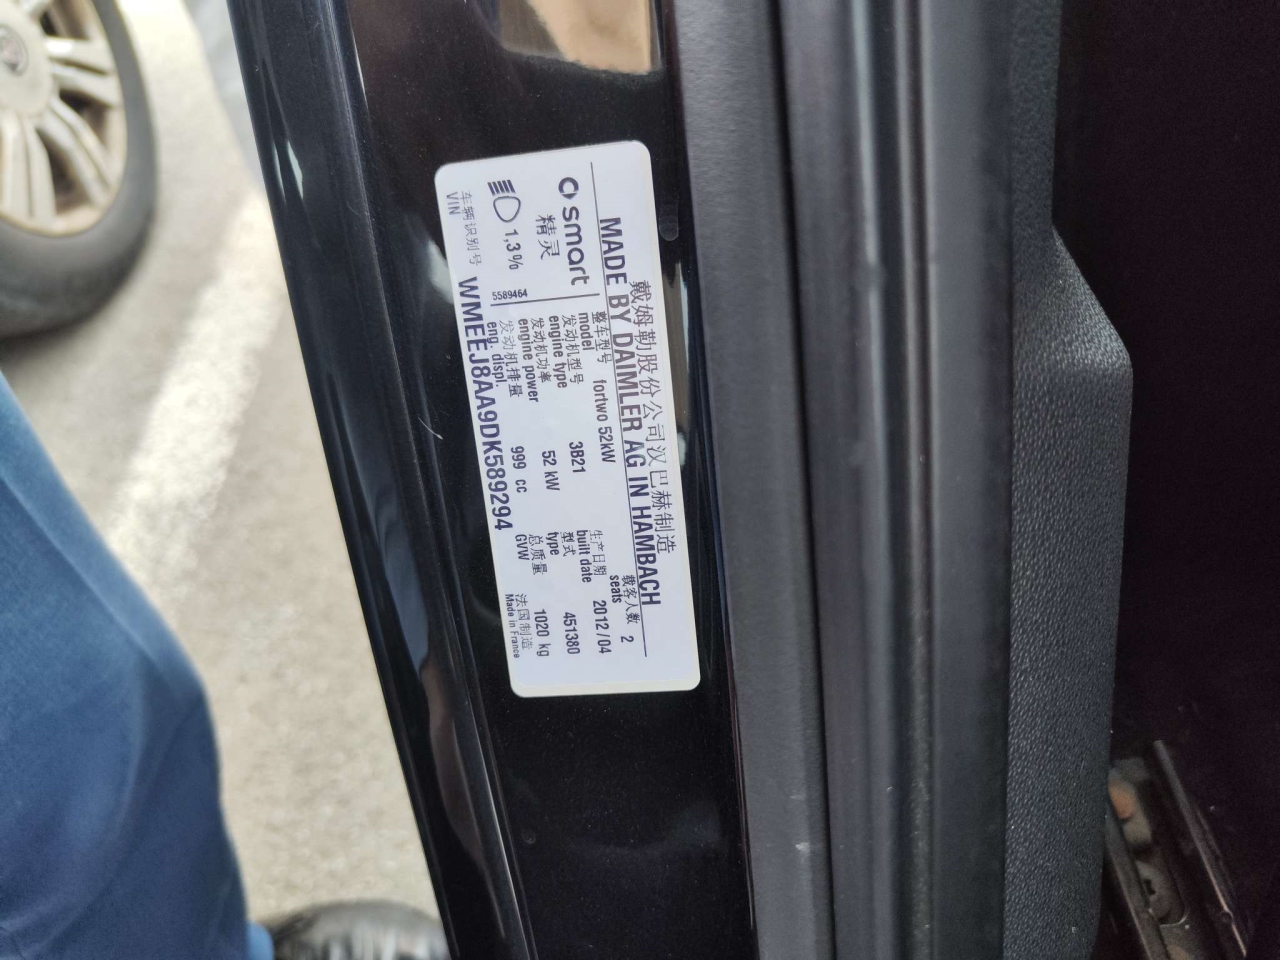 戴姆勒股份公司汉巴赫制造
MADE BY DAIMLER AG IN HAMBACH
smart
精灵
1,3%
5589464
整车型号
model
fortwo 52kW
发动机型号
engine type
3B21
发动机功率
engine power
52 kW
发动机排量
eng. displ.
999 cc
载客人数
seats
2
生产日期
built date
2012/04
型式
type
451380
总质量
GVW
1020 kg
车辆识别号
VIN
WMEEJ8AA9DK589294
法国制造
Made in France